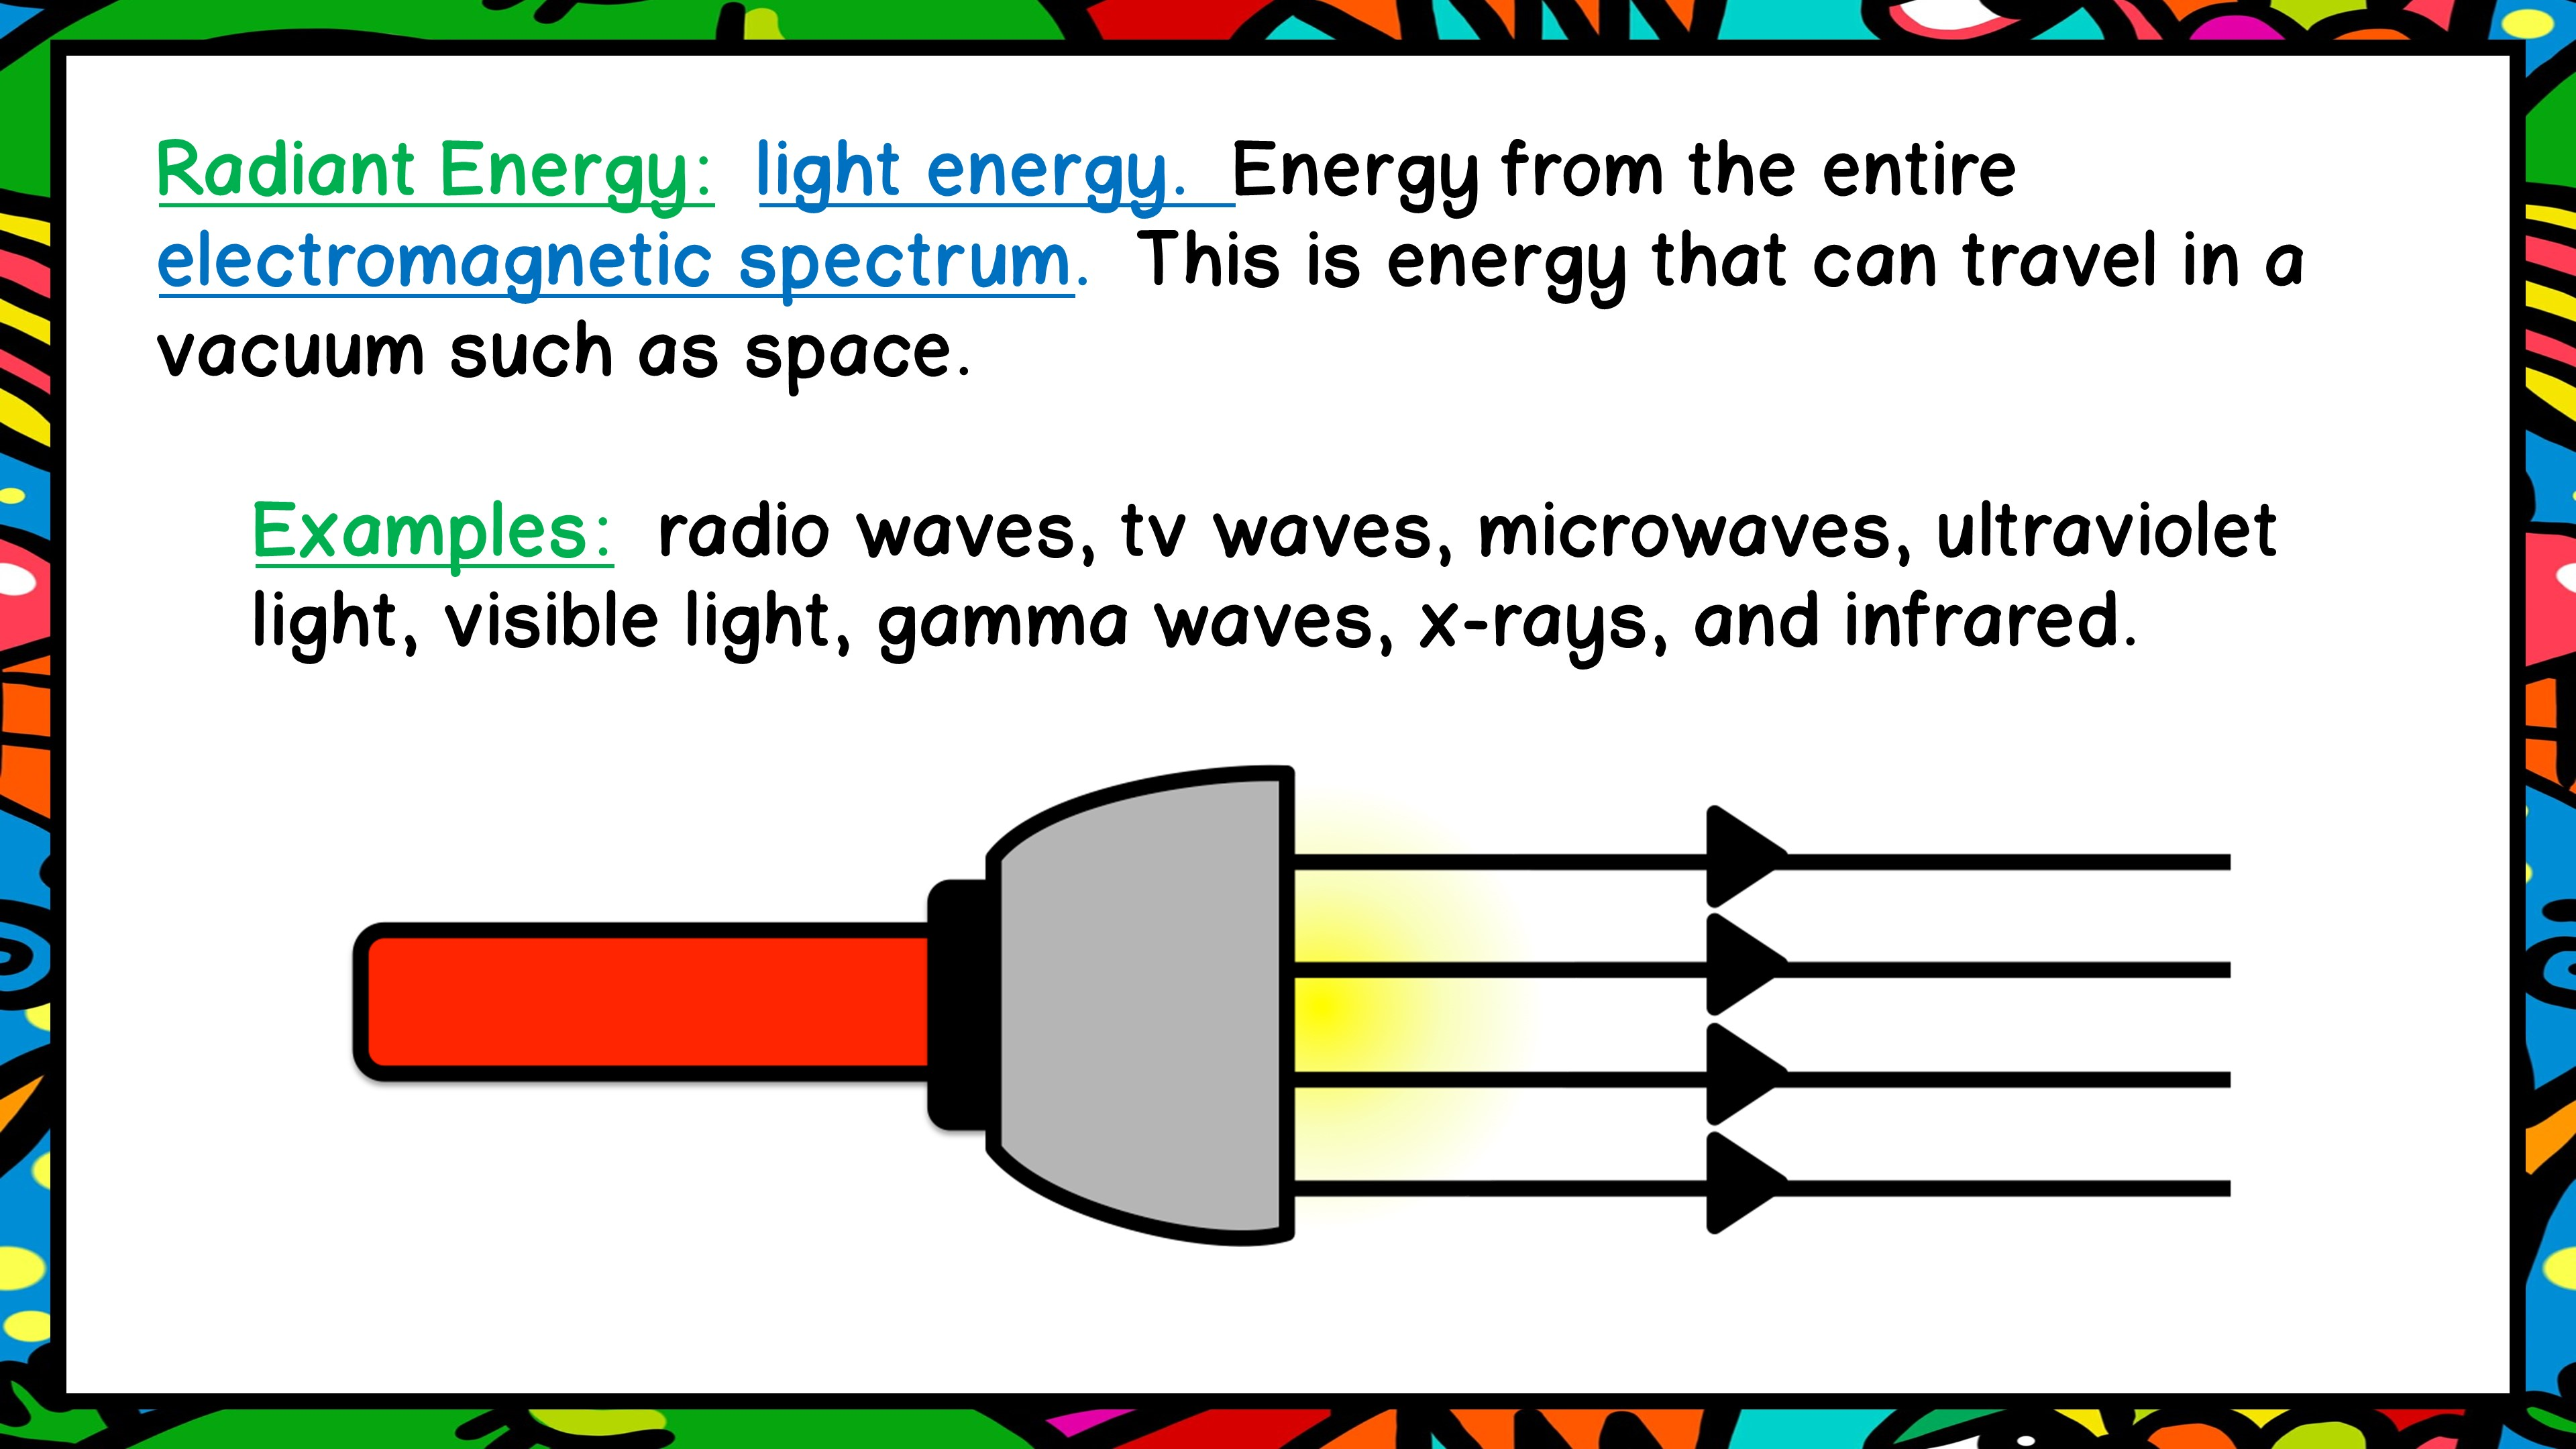 Radiant Energy: light energy. Energy from the entire
electromagnetic spectrum. This is energy that can travel in a
vacuum such as space.
Examples: radio waves, tv waves, microwaves, ultraviolet
light, visible light, gamma waves, x-rays, and infrared.